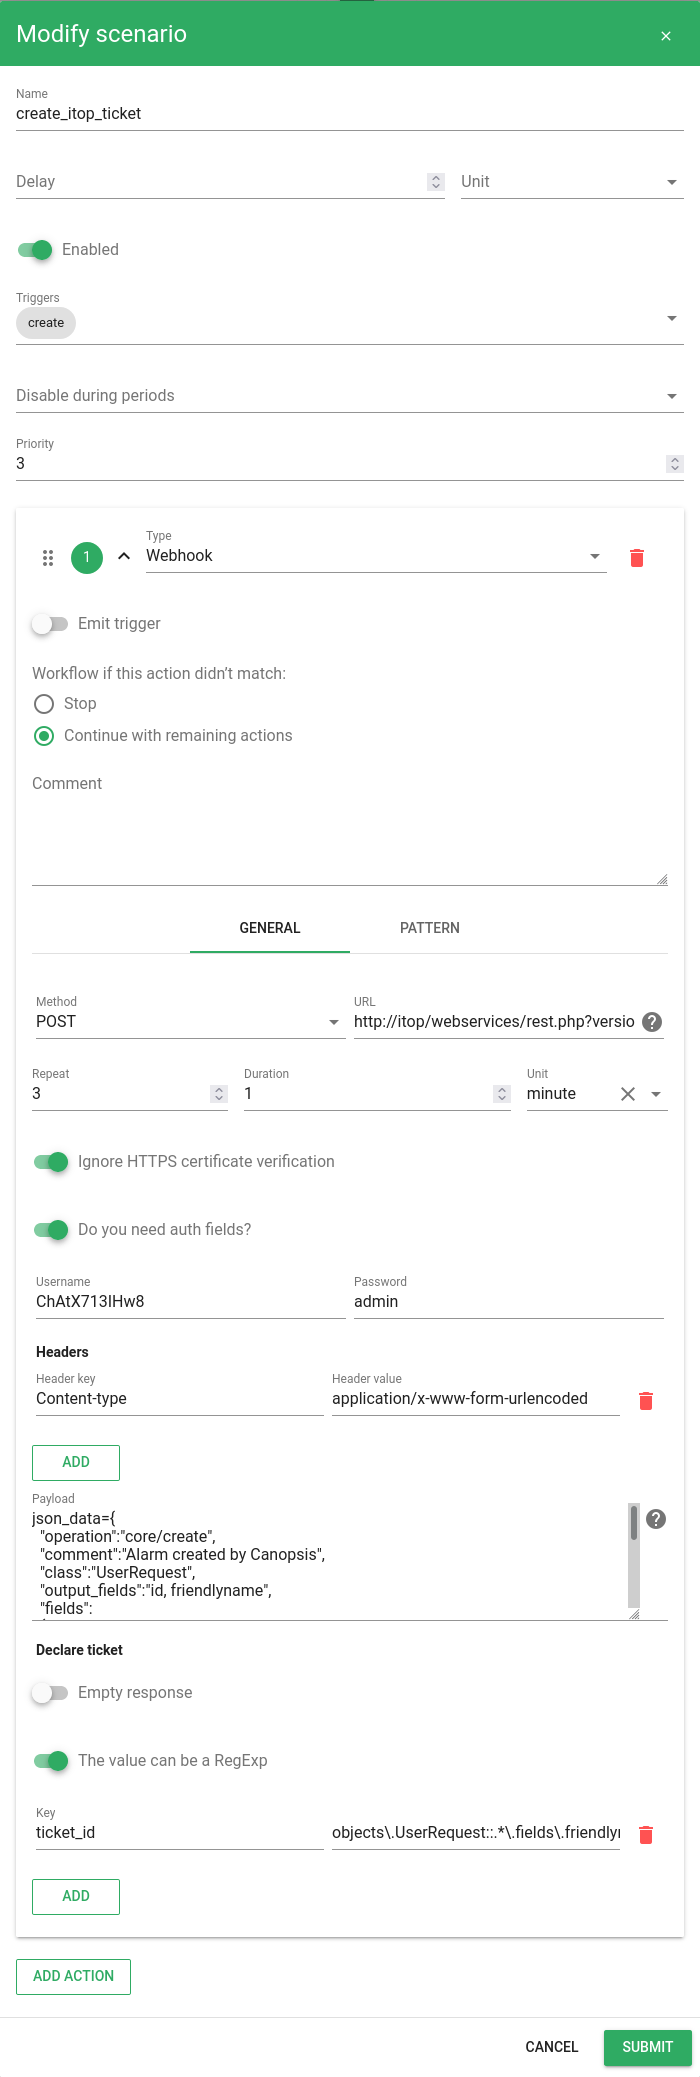 Modify scenario
Name
create_itop_ticket
Delay
Unit
Enabled
Triggers
create
Disable during periods
Priority
3
1
Type
Webhook
Emit trigger
Workflow if this action didn’t match:
Stop
Continue with remaining actions
Comment
GENERAL
PATTERN
Method
POST
URL
http://itop/webservices/rest.php?versio
Repeat
3
Duration
1
Unit
minute
Ignore HTTPS certificate verification
Do you need auth fields?
Username
ChAtX713IHw8
Password
admin
Headers
Header key
Content-type
Header value
application/x-www-form-urlencoded
ADD
Payload
json_data={
"operation":"core/create",
"comment":"Alarm created by Canopsis",
"class":"UserRequest",
"output_fields":"id, friendlyname",
"fields":
Declare ticket
Empty response
The value can be a RegExp
Key
ticket_id
objects\.UserRequest::.*\.fields\.friendly
ADD
ADD ACTION
CANCEL
SUBMIT